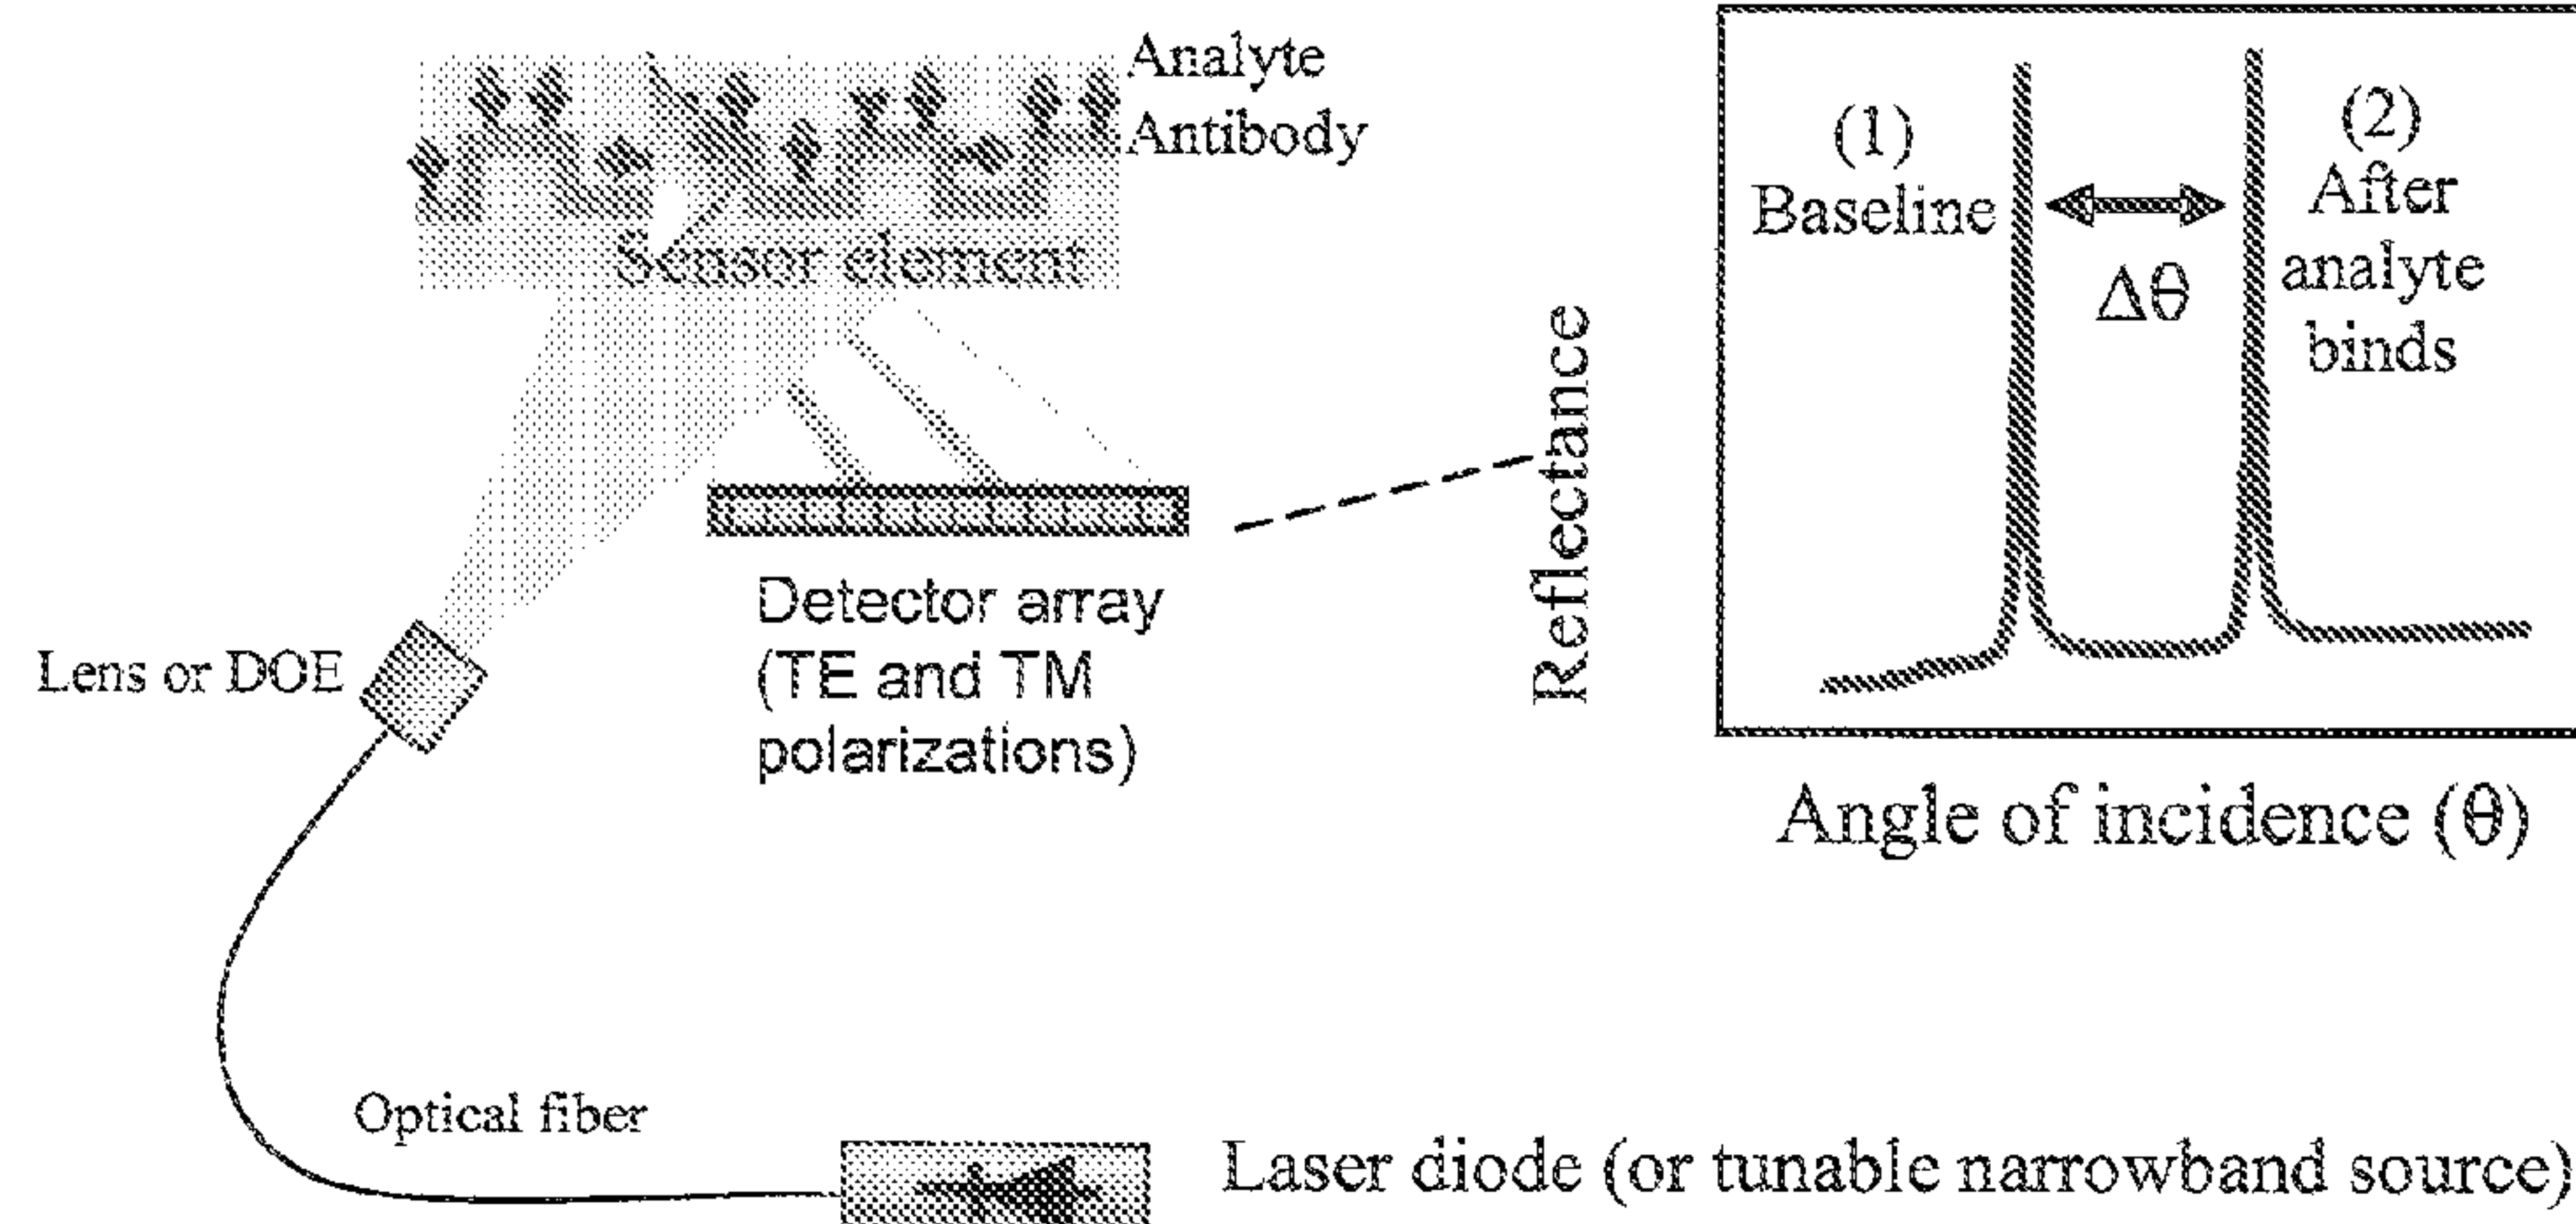 Analyte
Antibody
Sensor element
Lens or DOE
Detector array
(TE and TM
polarizations)
Optical fiber
Laser diode (or tunable narrowband source)
Reflectance
(1)
Baseline
Δθ
(2)
After
analyte
binds
Angle of incidence (θ)